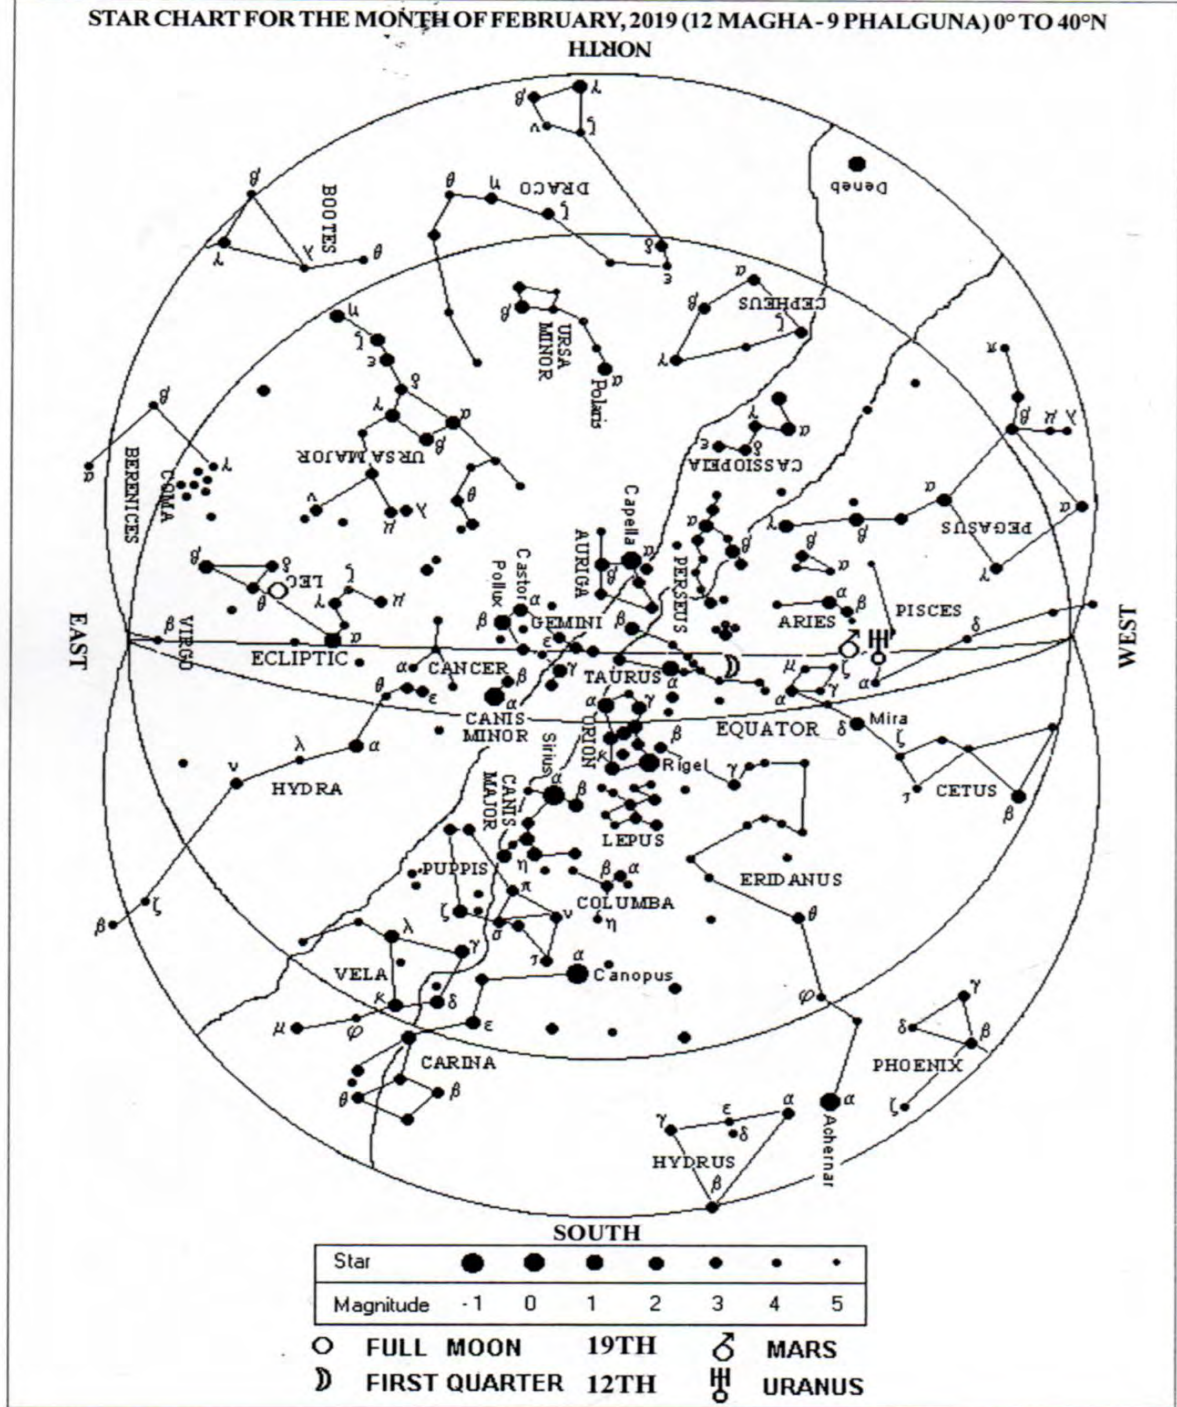 STAR CHART FOR THE MONTH OF FEBRUARY, 2019 (12 MAGHA - 9 PHALGUNA) 0° TO 40°N
NORTH
γ
β
ν
ζ
Deneb
β
BOOTES
θ
η
DRACO
ζ
γ
λ
θ
δ
ε
α
β
CEPHEUS
ζ
γ
η
ζ
ε
β
URSA MINOR
α
Polaris
π
δ
γ
α
β
URSA MAJOR
β
γ
α
ε
δ
CASSIOPEIA
β
μ
λ
α
BERENICES
COMA
γ
ν
μ
λ
θ
Capella
α
β
AURIGA
α
β
PERSEUS
γ
β
α
α
PEGASUS
γ
β
δ
LEC
θ
ζ
γ
μ
Castor
Pollux
α
β
GEMINI
ε
γ
β
α
β
ARIES
PISCES
δ
EAST
β
VIRGO
α
ECLIPTIC
CANCER
α
TAURUS
α
μ
ζ
γ
α
α
WEST
θ
ε
β
α
CANIS MINOR
α
γ
ORION
κ
β
Rigel
EQUATOR
δ
Mira
ζ
τ
CETUS
β
ν
λ
α
HYDRA
Sirius
α
β
CANIS MAJOR
η
γ
LEPUS
PUPPIS
π
β
α
COLUMBA
η
ERIDANUS
θ
β
ζ
ζ
σ
ν
τ
λ
γ
VELA
κ
δ
α
Canopus
φ
μ
φ
ε
γ
δ
β
PHOENIX
ζ
CARINA
θ
β
γ
ε
α
δ
α
Achernar
HYDRUS
β
SOUTH
Star
Magnitude -1 0 1 2 3 4 5
FULL MOON 19TH ♂ MARS
FIRST QUARTER 12TH URANUS